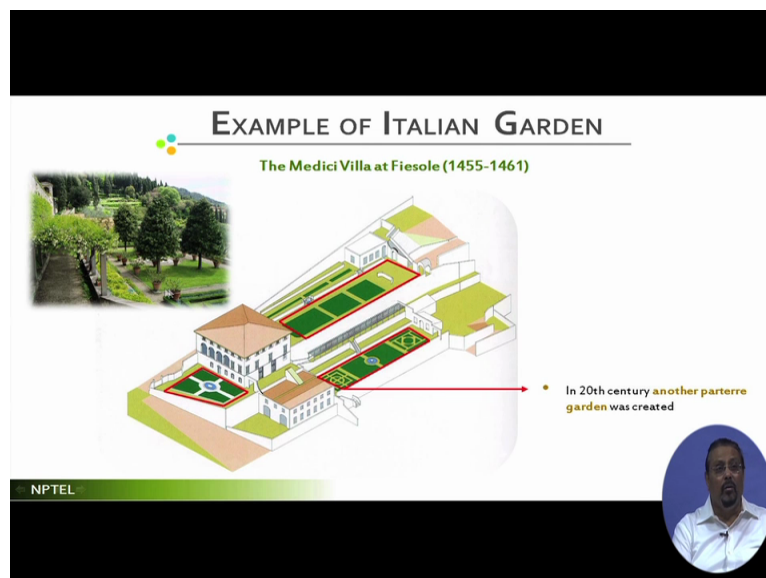 EXAMPLE OF ITALIAN GARDEN
The Medici Villa at Fiesole (1455-1461)
• In 20th century another parterre
garden was created
NPTEL